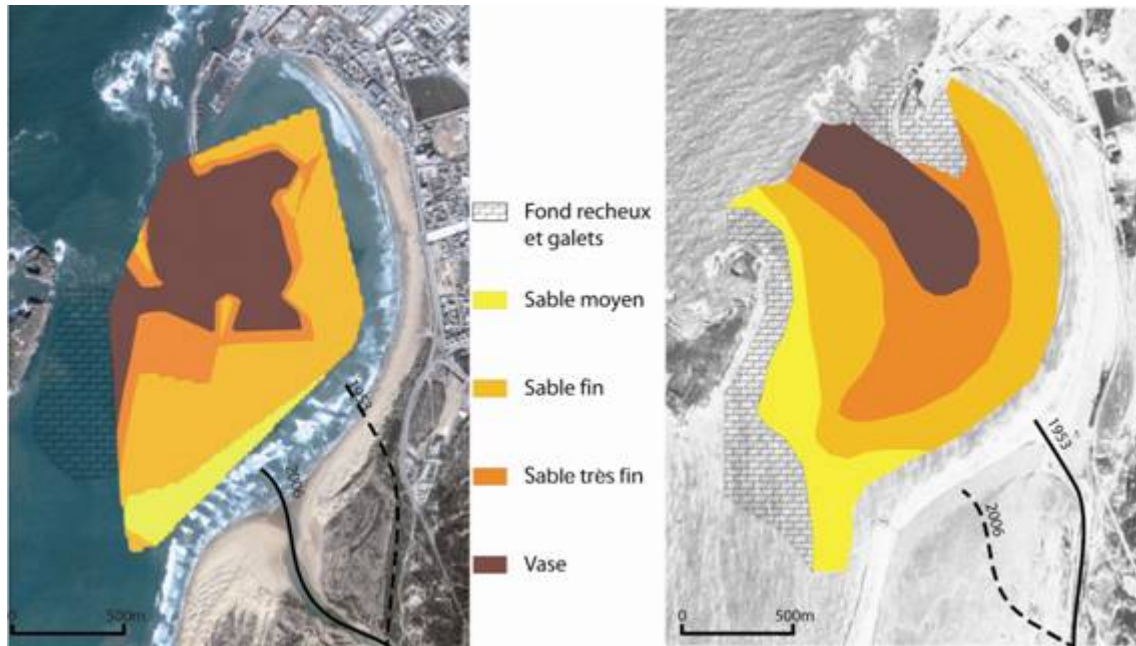 2006
0 500m
Fond recheux
et galets
Sable moyen
Sable fin
Sable très fin
Vase
1953
2006
0 500m